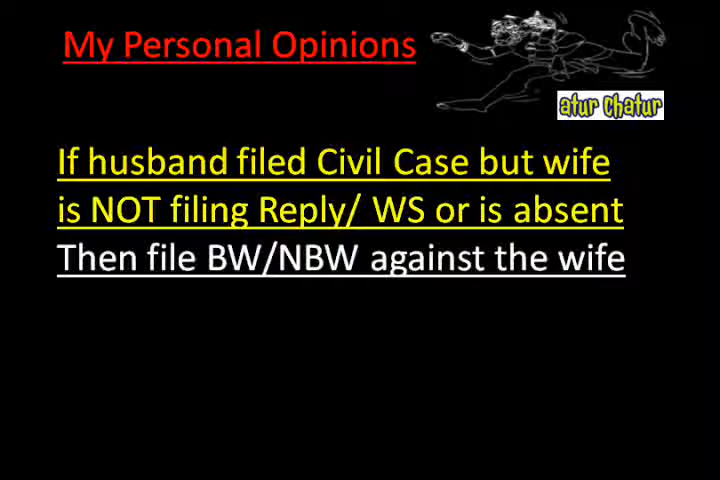 My Personal Opinions
atur chatur
If husband filed Civil Case but wife
is NOT filing Reply/ WS or is absent
Then file BW/NBW against the wife